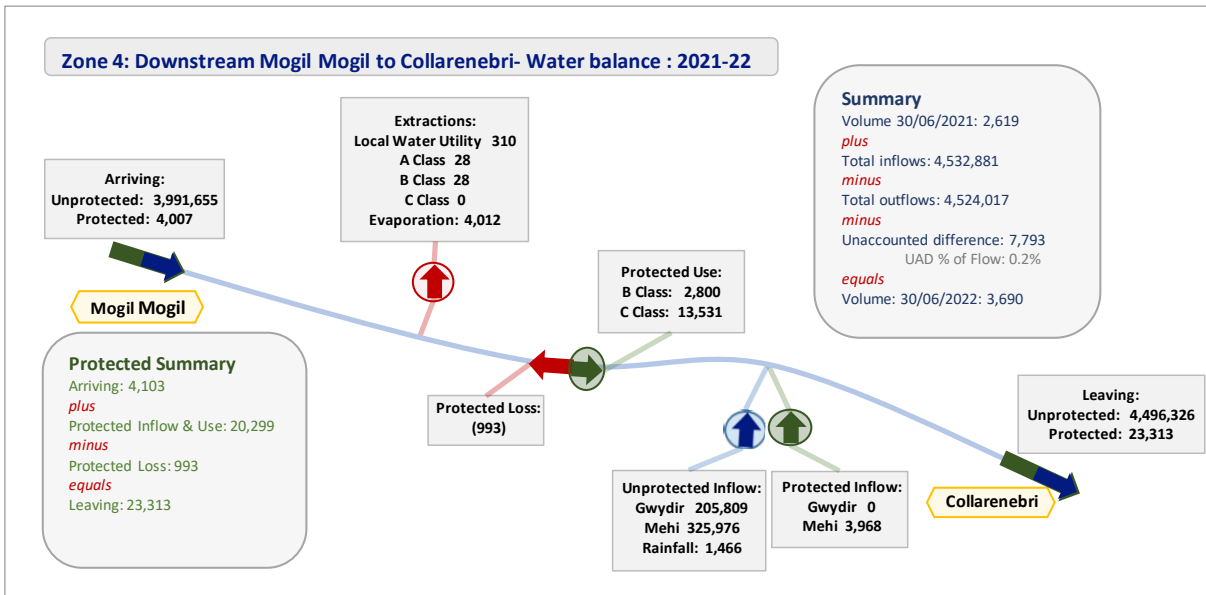 Zone 4: Downstream Mogil Mogil to Collarenebri- Water balance : 2021-22
Arriving:
Unprotected: 3,991,655
Protected: 4,007
Mogil Mogil
Extractions:
Local Water Utility 310
A Class 28
B Class 28
C Class 0
Evaporation: 4,012
Summary
Volume 30/06/2021: 2,619
plus
Total inflows: 4,532,881
minus
Total outflows: 4,524,017
minus
Unaccounted difference: 7,793
UAD % of Flow: 0.2%
equals
Volume: 30/06/2022: 3,690
Protected Use:
B Class: 2,800
C Class: 13,531
Protected Summary
Arriving: 4,103
plus
Protected Inflow & Use: 20,299
minus
Protected Loss: 993
equals
Leaving: 23,313
Protected Loss:
(993)
Unprotected Inflow:
Gwydir 205,809
Mehi 325,976
Rainfall: 1,466
Protected Inflow:
Gwydir 0
Mehi 3,968
Leaving:
Unprotected: 4,496,326
Protected: 23,313
Collarenebri